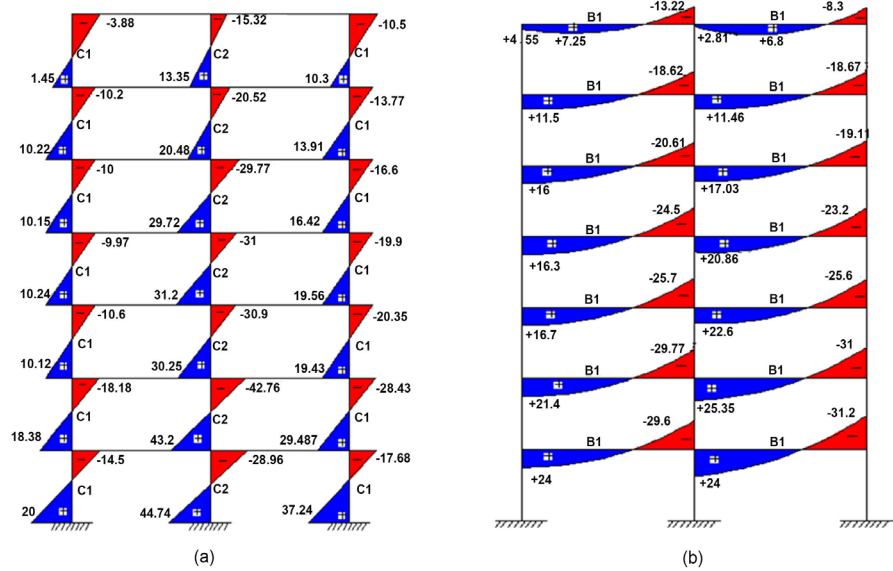 -3.88 -15.32 -10.5
C1 C2 C1
1.45 13.35 10.3
-10.2 -20.52 -13.77
C1 C2 C1
10.22 20.48 13.91
-10 -29.77 -16.6
C1 C2 C1
10.15 29.72 16.42
-9.97 -31 -19.9
C1 C2 C1
10.24 31.2 19.56
-10.6 -30.9 -20.35
C1 C2 C1
10.12 30.25 19.43
-18.18 -42.76 -28.43
C1 C2 C1
18.38 43.2 29.487
-14.5 -28.96 -17.68
C1 C2 C1
20 44.74 37.24
(a)
-13.22 -8.3
B1 B1
+4.55 +7.25 +2.81 +6.8
-18.62 -18.67
B1 B1
+11.5 +11.46
-20.61 -19.11
B1 B1
+16 +17.03
-24.5 -23.2
B1 B1
+16.3 +20.86
-25.7 -25.6
B1 B1
+16.7 +22.6
-29.77 -31
B1 B1
+21.4 +25.35
-29.6 -31.2
B1 B1
+24 +24
(b)